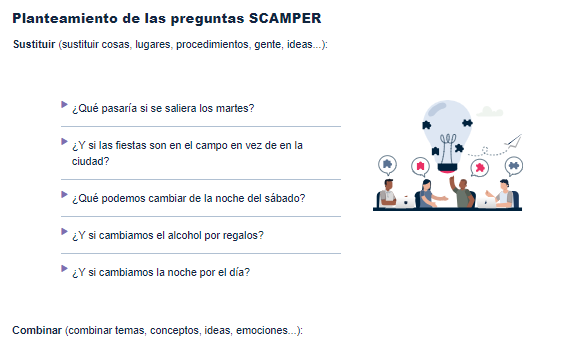 Planteamiento de las preguntas SCAMPER
Sustituir (sustituir cosas, lugares, procedimientos, gente, ideas...):
¿Qué pasaría si se saliera los martes?
¿Y si las fiestas son en el campo en vez de en la
ciudad?
¿Qué podemos cambiar de la noche del sábado?
¿Y si cambiamos el alcohol por regalos?
¿Y si cambiamos la noche por el día?
Combinar (combinar temas, conceptos, ideas, emociones...):